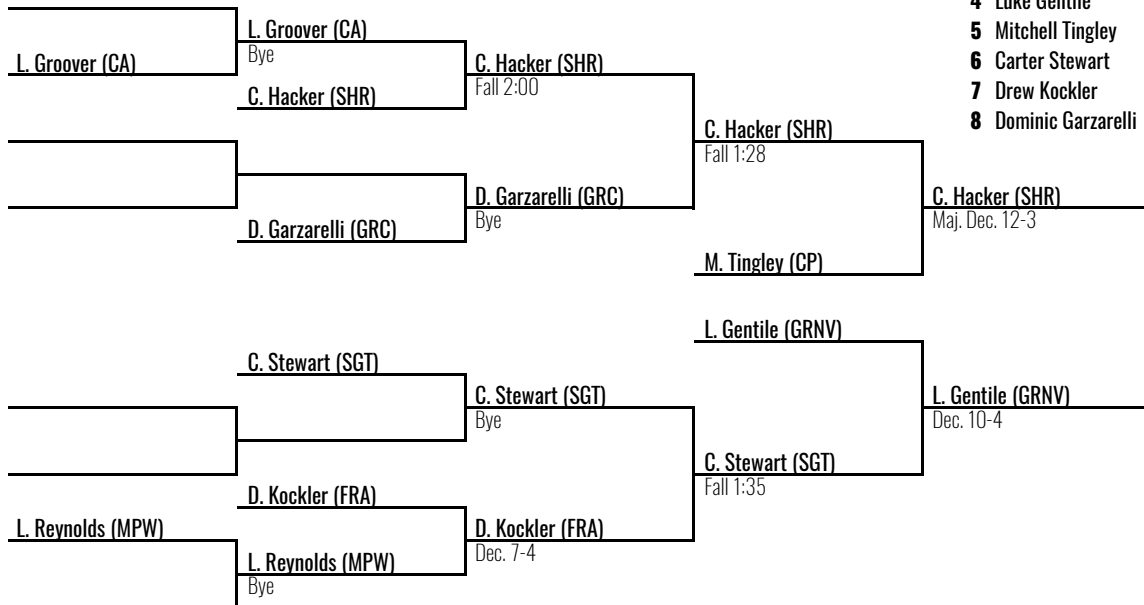 4 Luke Gentile
5 Mitchell Tingley
6 Carter Stewart
7 Drew Kockler
8 Dominic Garzarelli
L. Groover (CA)
L. Groover (CA)
Bye
C. Hacker (SHR)
C. Hacker (SHR)
Fall 2:00
D. Garzarelli (GRC)
D. Garzarelli (GRC)
Bye
C. Hacker (SHR)
Fall 1:28
M. Tingley (CP)
C. Hacker (SHR)
Maj. Dec. 12-3
L. Gentile (GRNV)
C. Stewart (SGT)
C. Stewart (SGT)
Bye
L. Gentile (GRNV)
Dec. 10-4
C. Stewart (SGT)
Fall 1:35
D. Kockler (FRA)
L. Reynolds (MPW)
L. Reynolds (MPW)
Bye
D. Kockler (FRA)
Dec. 7-4